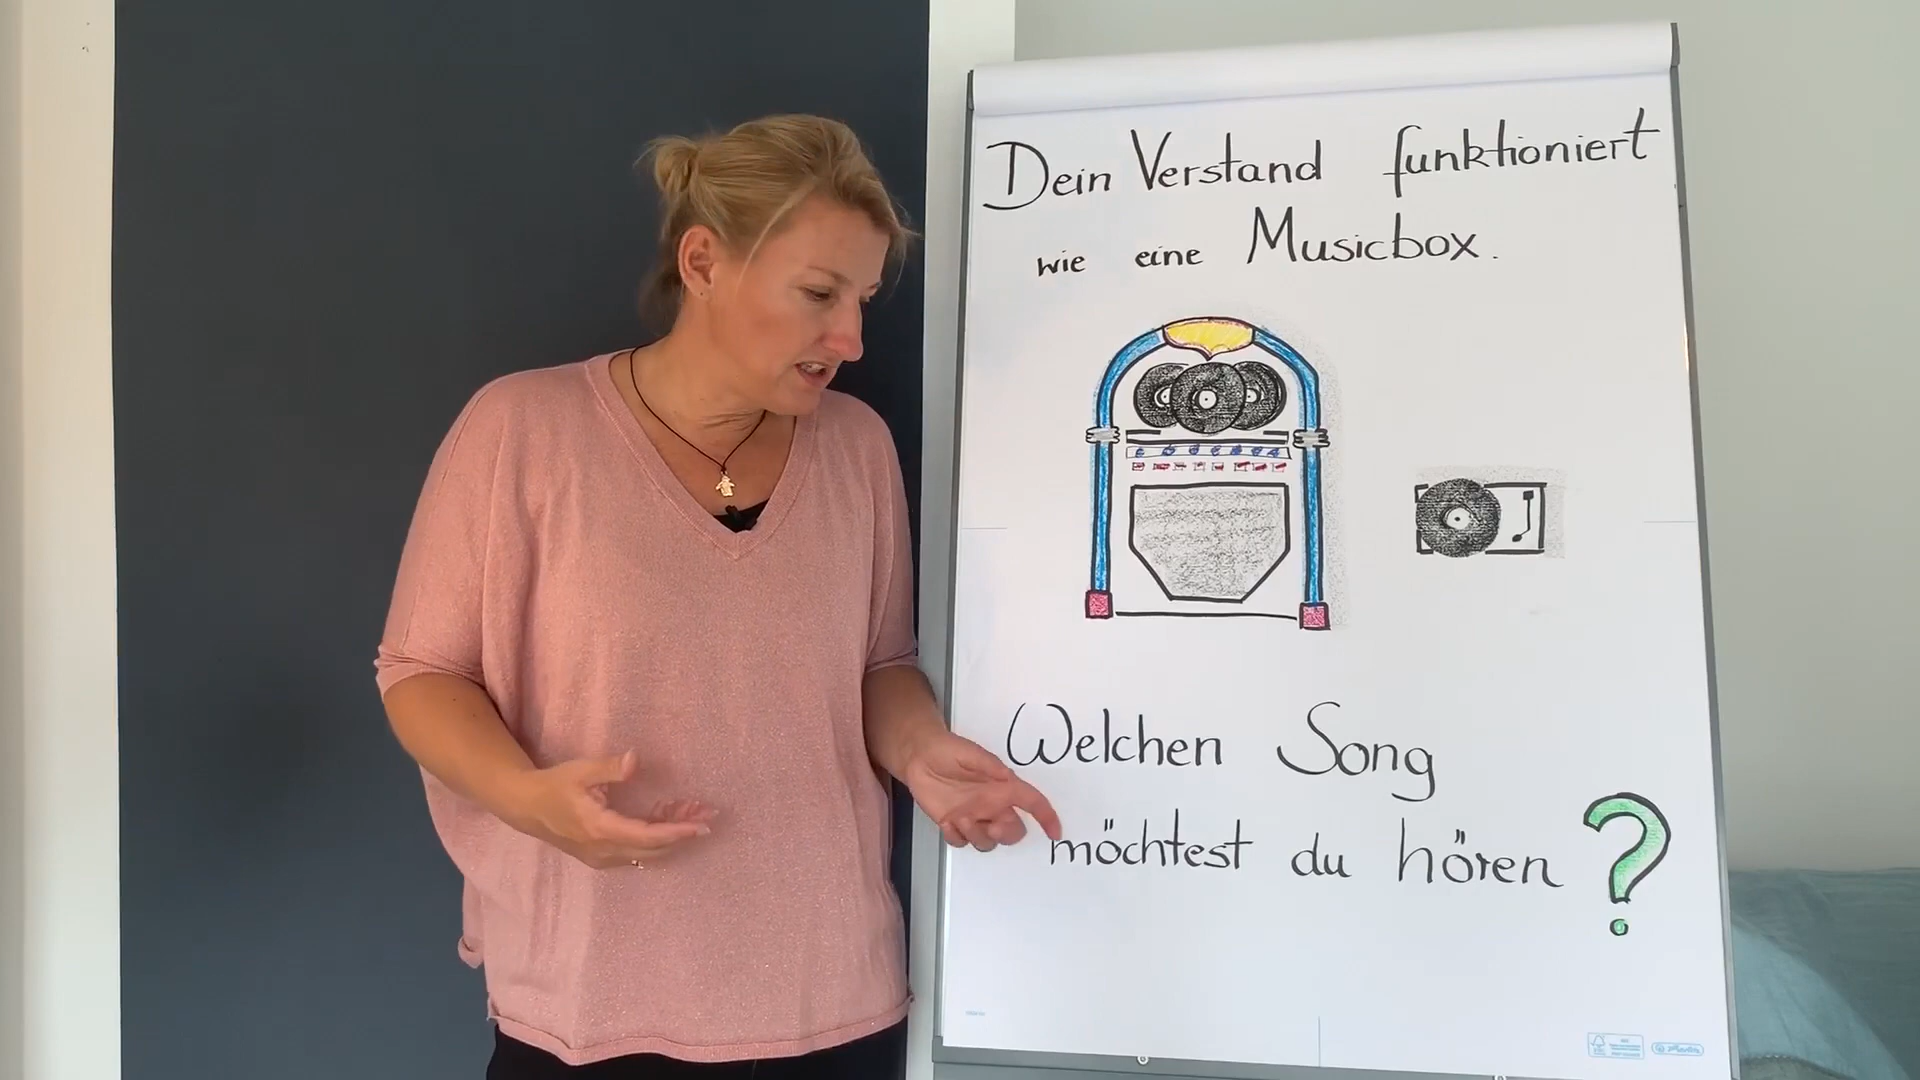 Dein Verstand funktioniert
wie eine Musicbox.
Welchen Song
möchtest du hören?